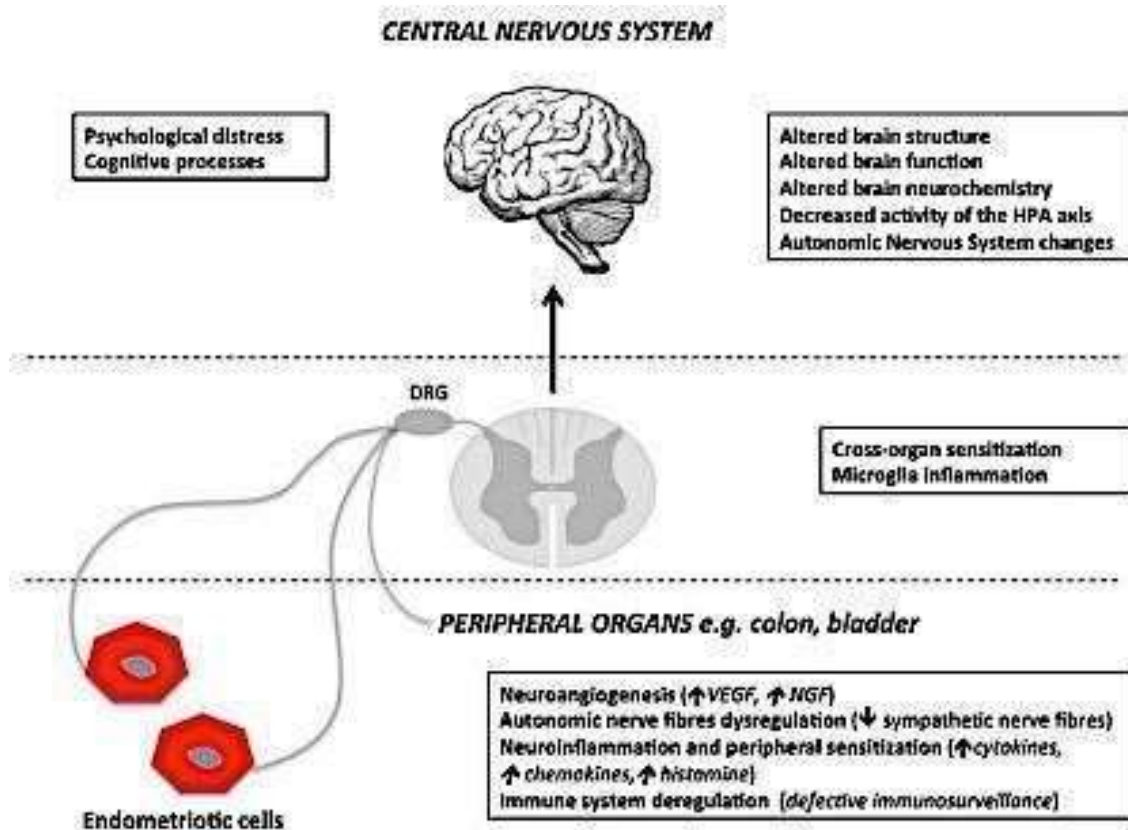 CENTRAL NERVOUS SYSTEM
Psychological distress
Cognitive processes
Altered brain structure
Altered brain function
Altered brain neurochemistry
Decreased activity of the HPA axis
Autonomic Nervous System changes
DRG
Cross-organ sensitization
Microglia inflammation
PERIPHERAL ORGANS e.g. colon, bladder
Neuroangiogenesis (↑ VEGF, ↑ NGF)
Autonomic nerve fibres dysregulation (↓ sympathetic nerve fibres)
Neuroinflammation and peripheral sensitization (↑ cytokines,
↑ chemokines, ↑ histamine)
Immune system deregulation (defective immunosurveillance)
Endometriotic cells